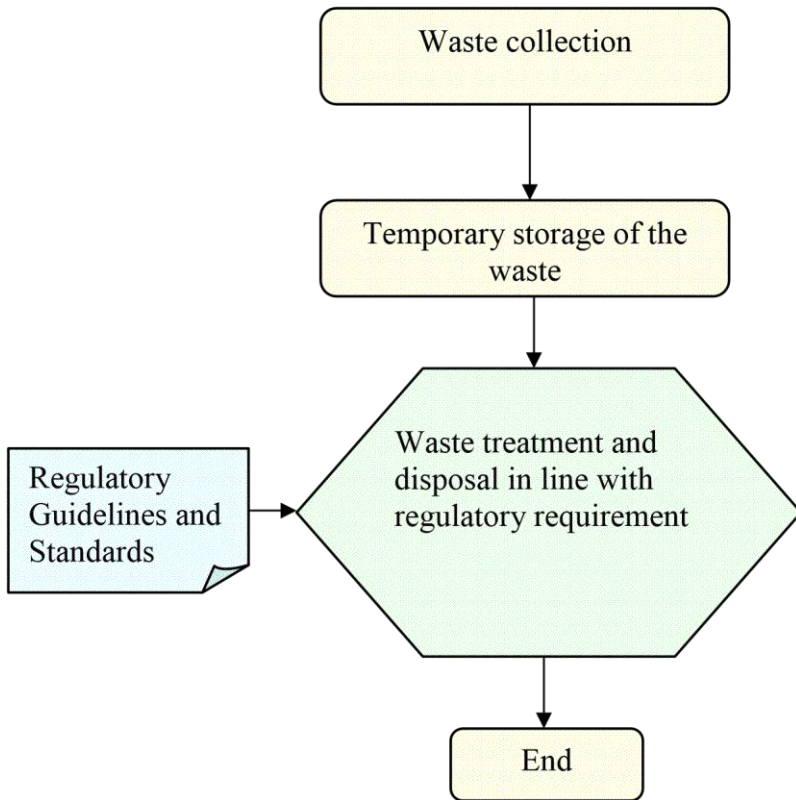 Waste collection
Temporary storage of the
waste
Waste treatment and
disposal in line with
regulatory requirement
Regulatory
Guidelines and
Standards
End